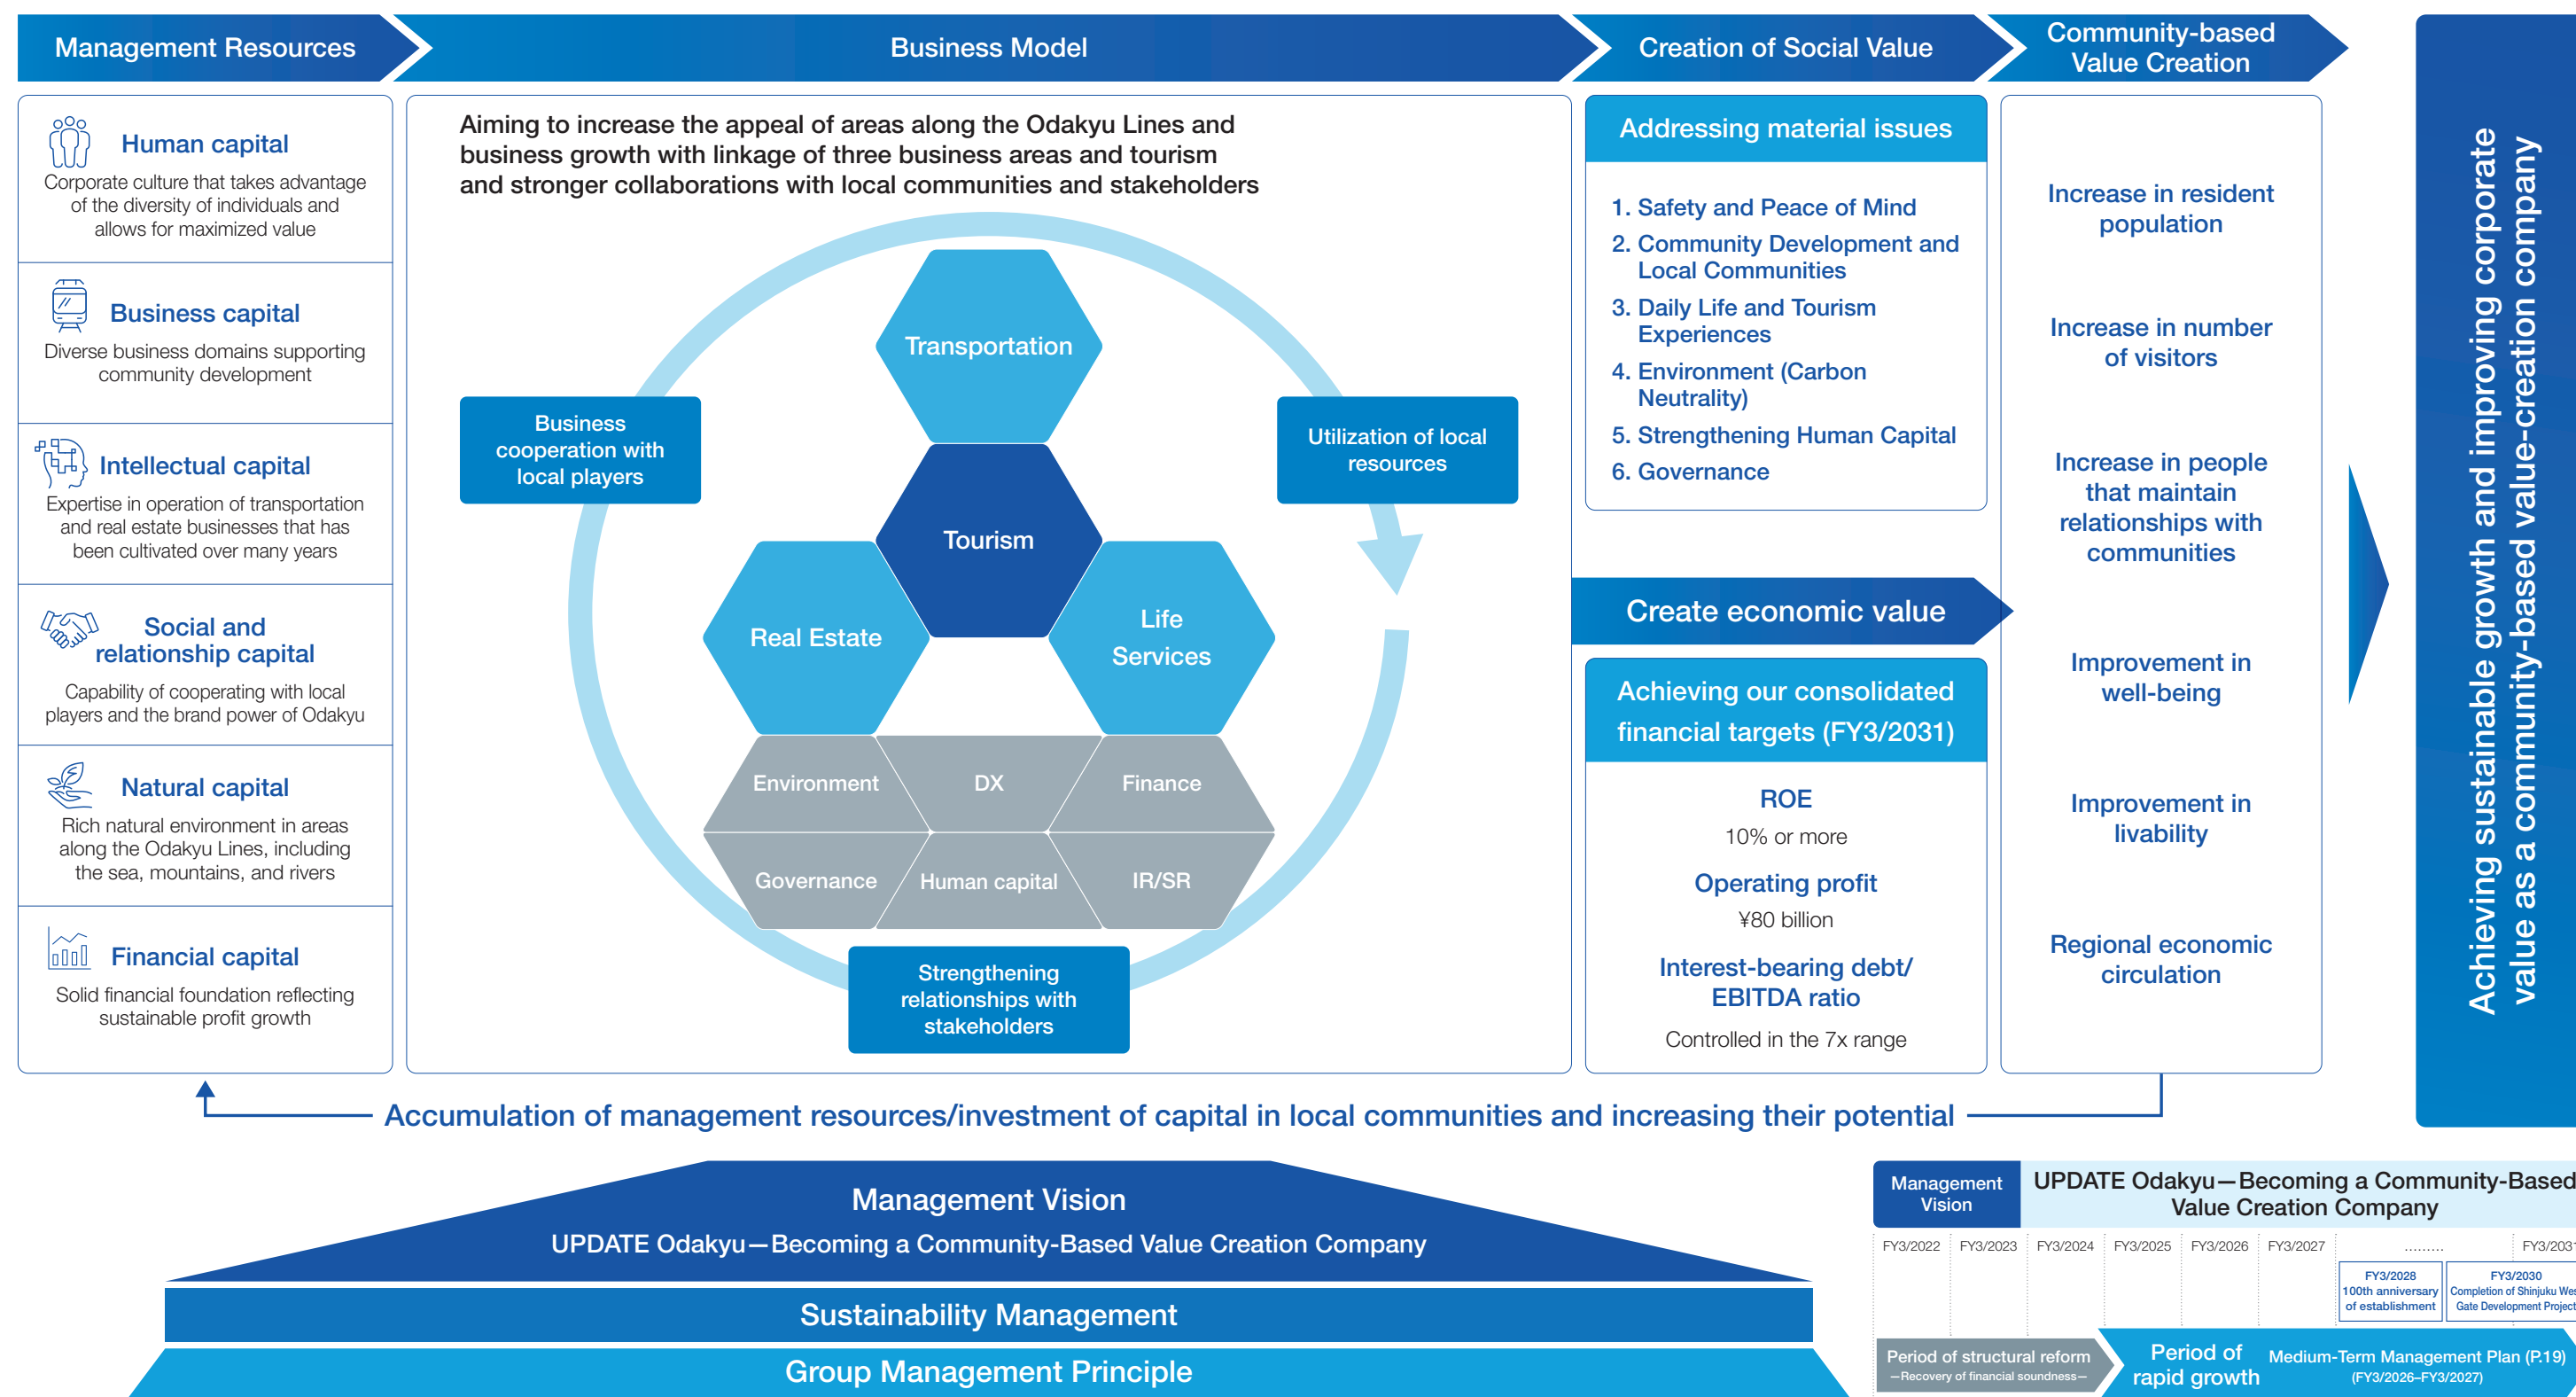 Management Resources
Business Model
Creation of Social Value
Community-based
Value Creation
Human capital
Corporate culture that takes advantage
of the diversity of individuals and
allows for maximized value
Business capital
Diverse business domains supporting
community development
Intellectual capital
Expertise in operation of transportation
and real estate businesses that has
been cultivated over many years
Social and
relationship capital
Capability of cooperating with local
players and the brand power of Odakyu
Natural capital
Rich natural environment in areas
along the Odakyu Lines, including
the sea, mountains, and rivers
Financial capital
Solid financial foundation reflecting
sustainable profit growth
Aiming to increase the appeal of areas along the Odakyu Lines and
business growth with linkage of three business areas and tourism
and stronger collaborations with local communities and stakeholders
Business
cooperation with
local players
Utilization of local
resources
Transportation
Tourism
Real Estate
Life
Services
Environment
DX
Finance
Governance
Human capital
IR/SR
Strengthening
relationships with
stakeholders
Addressing material issues
1. Safety and Peace of Mind
2. Community Development and
Local Communities
3. Daily Life and Tourism
Experiences
4. Environment (Carbon
Neutrality)
5. Strengthening Human Capital
6. Governance
Create economic value
Achieving our consolidated
financial targets (FY3/2031)
ROE
10% or more
Operating profit
¥80 billion
Interest-bearing debt/
EBITDA ratio
Controlled in the 7x range
Increase in resident
population
Increase in number
of visitors
Increase in people
that maintain
relationships with
communities
Improvement in
well-being
Improvement in
livability
Regional economic
circulation
Achieving sustainable growth and improving corporate
value as a community-based value-creation company
Accumulation of management resources/investment of capital in local communities and increasing their potential
Management Vision
UPDATE Odakyu—Becoming a Community-Based Value Creation Company
Sustainability Management
Group Management Principle
Management
Vision
UPDATE Odakyu—Becoming a Community-Based
Value Creation Company
FY3/2022 FY3/2023 FY3/2024 FY3/2025 FY3/2026 FY3/2027 ......... FY3/2031
FY3/2028
100th anniversary
of establishment
FY3/2030
Completion of Shinjuku Wes
Gate Development Project
Period of structural reform
—Recovery of financial soundness—
Period of
rapid growth
Medium-Term Management Plan (P.19)
(FY3/2026–FY3/2027)